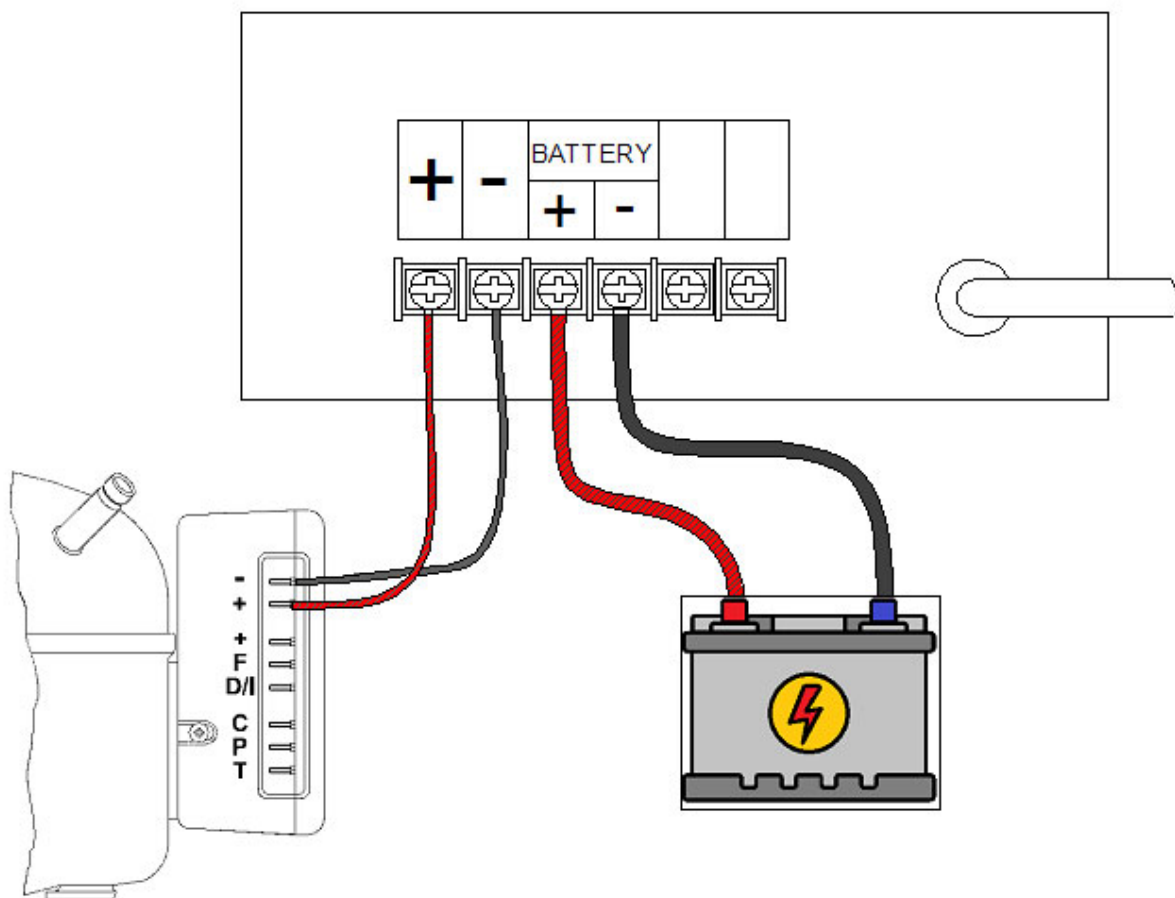 + - BATTERY
+ -
-
+
+
F
D/I
C
P
T